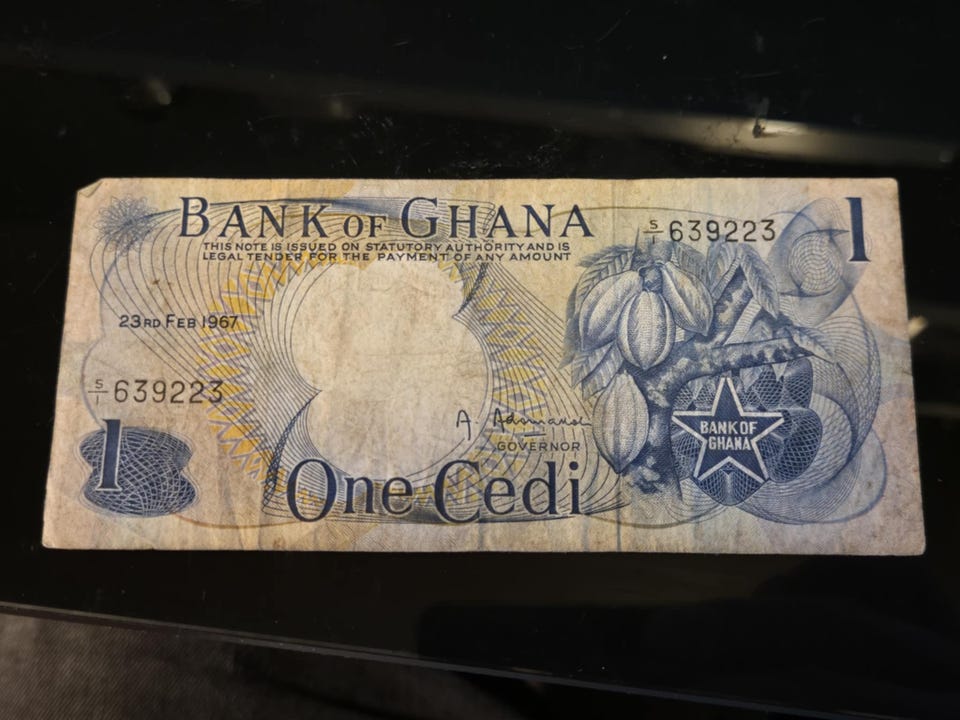 BANK OF GHANA
THIS NOTE IS ISSUED ON STATUTORY AUTHORITY AND IS
LEGAL TENDER FOR THE PAYMENT OF ANY AMOUNT
S/1 639223
1
23RD FEB 1967
S/1 639223
1
GOVERNOR
One Cedi
BANK OF
GHANA